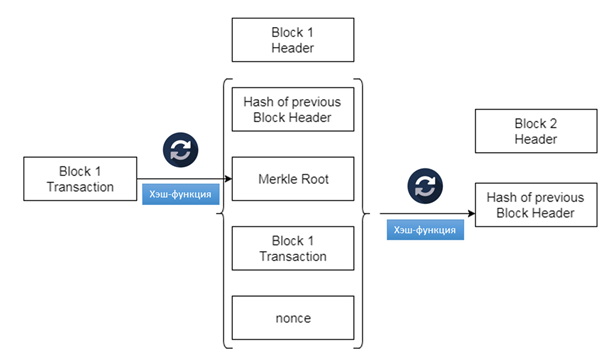 Block 1
Transaction
Хэш-функция
Block 1
Header
Hash of previous
Block Header
Merkle Root
Block 1
Transaction
nonce
Хэш-функция
Block 2
Header
Hash of previous
Block Header